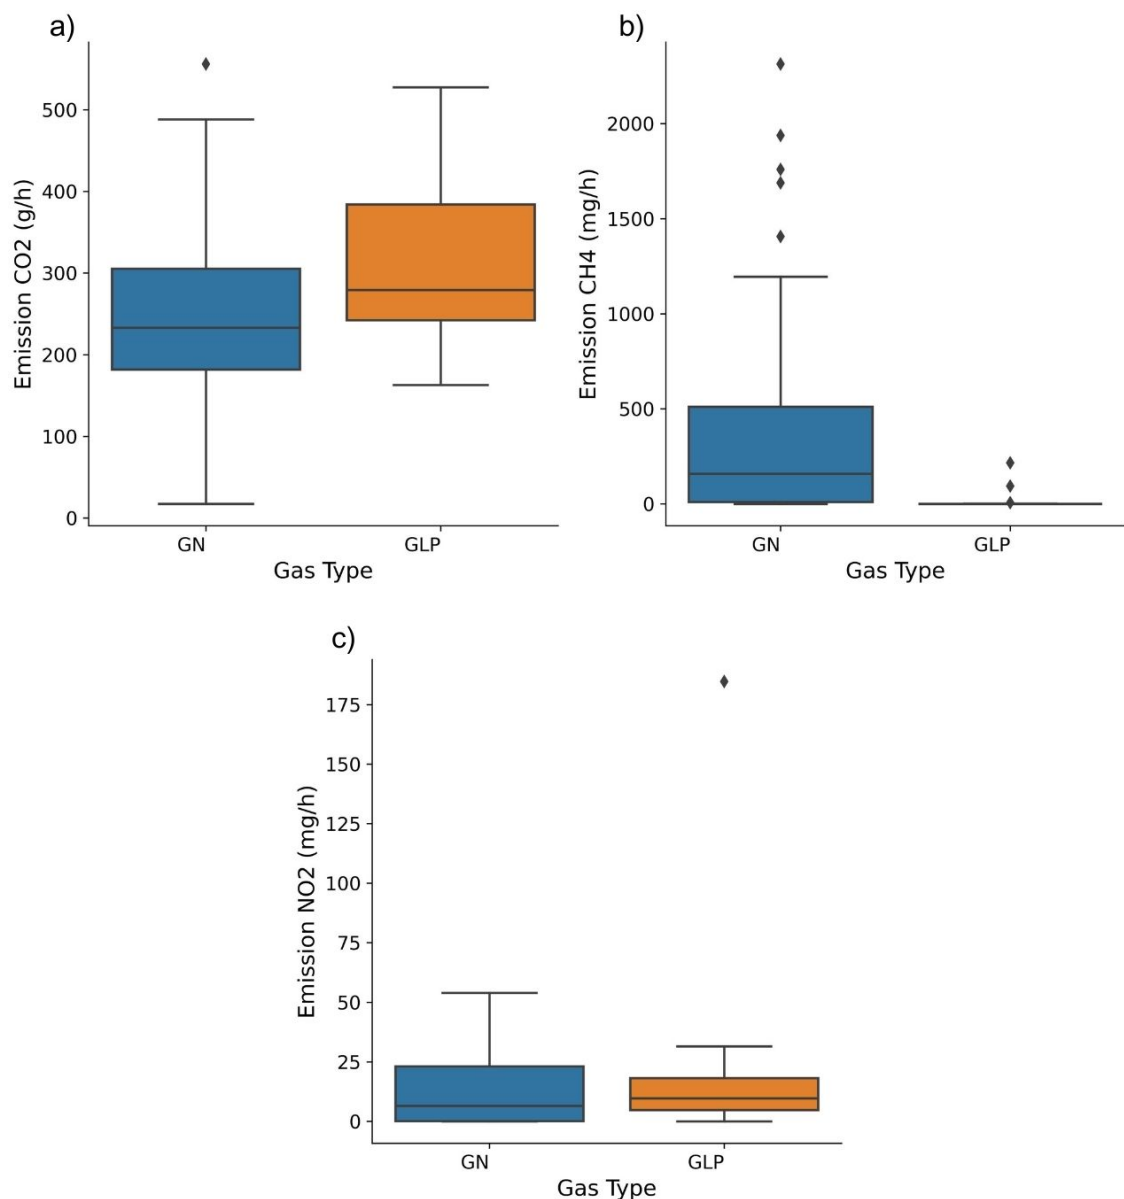 a)
Emission CO2 (g/h)
500
400
300
200
100
0
GN GLP
Gas Type
b)
Emission CH4 (mg/h)
2000
1500
1000
500
0
GN GLP
Gas Type
c)
Emission NO2 (mg/h)
175
150
125
100
75
50
25
0
GN GLP
Gas Type